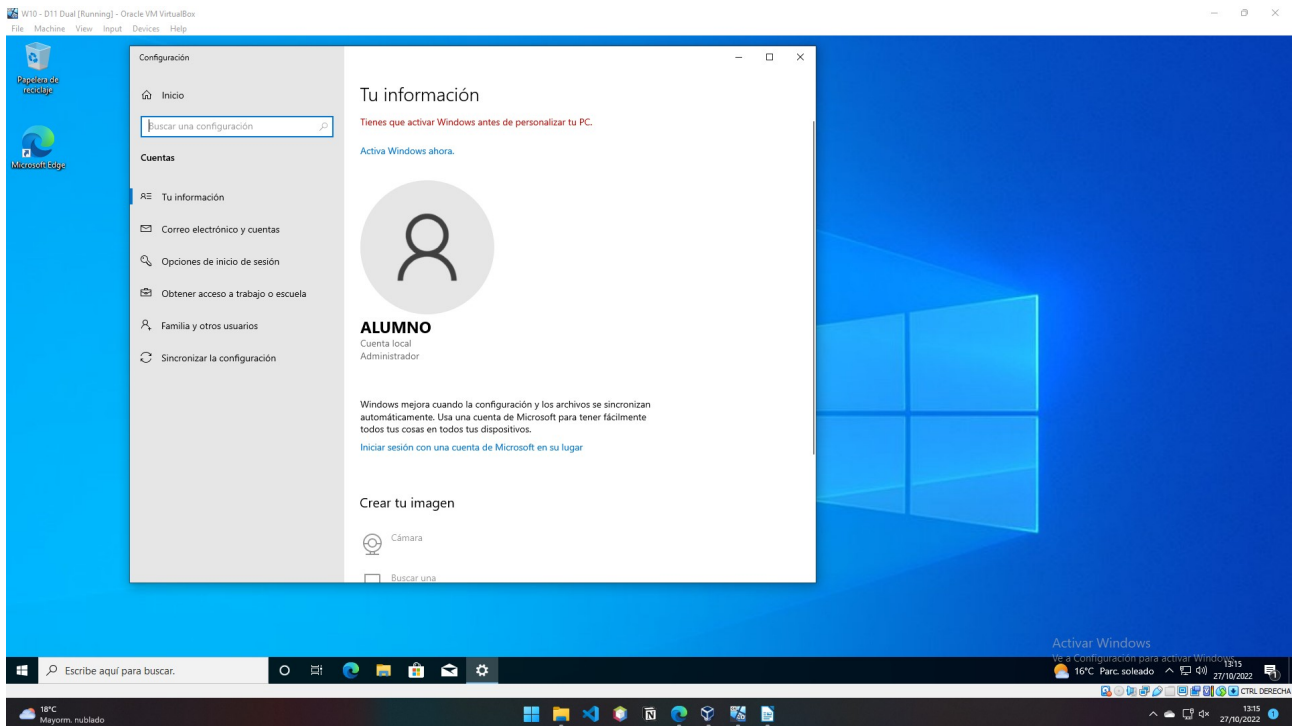 W10 - D11 Dual [Running] - Oracle VM VirtualBox
File Machine View Input Devices Help
Papelera de
reciclaje
Microsoft Edge
Configuración
Inicio
Buscar una configuración
Cuentas
Tu información
Correo electrónico y cuentas
Opciones de inicio de sesión
Obtener acceso a trabajo o escuela
Familia y otros usuarios
Sincronizar la configuración
Tu información
Tienes que activar Windows antes de personalizar tu PC.
Activa Windows ahora.
ALUMNO
Cuenta local
Administrador
Windows mejora cuando la configuración y los archivos se sincronizan
automáticamente. Usa una cuenta de Microsoft para tener fácilmente
todos tus cosas en todos tus dispositivos.
Iniciar sesión con una cuenta de Microsoft en su lugar
Crear tu imagen
Cámara
Buscar una
Activar Windows
Ve a Configuración para activar Windows.
Escribe aquí para buscar.
16°C Parc. soleado
13:15
27/10/2022
CTRL DERECHA
18°C
Mayorm. nublado
13:15
27/10/2022